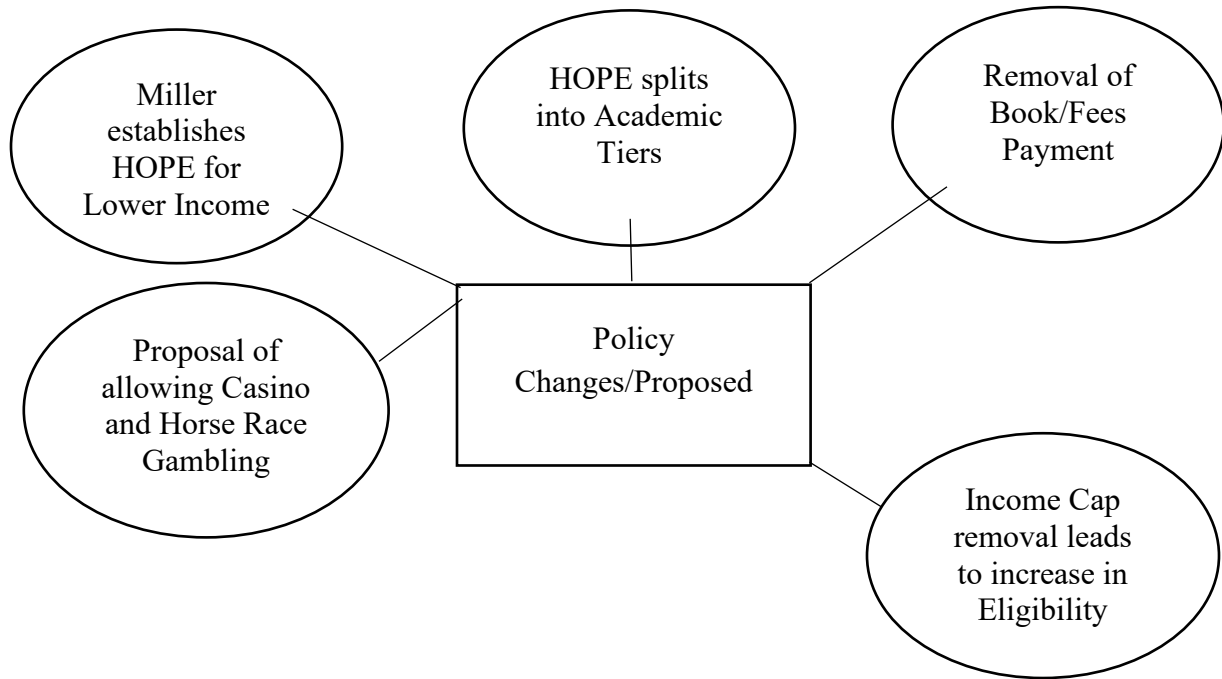 Miller
establishes
HOPE for
Lower Income
HOPE splits
into Academic
Tiers
Removal of
Book/Fees
Payment
Proposal of
allowing Casino
and Horse Race
Gambling
Policy
Changes/Proposed
Income Cap
removal leads
to increase in
Eligibility